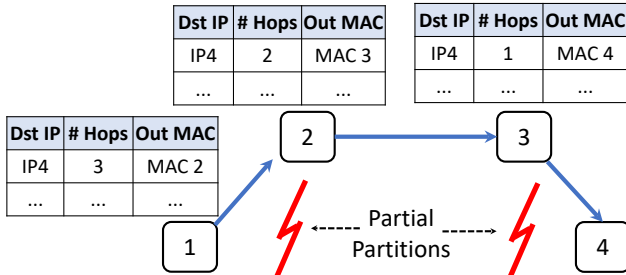 Dst IP # Hops Out MAC
IP4 2 MAC 3
... ... ...
Dst IP # Hops Out MAC
IP4 1 MAC 4
... ... ...
Dst IP # Hops Out MAC
IP4 3 MAC 2
... ... ...
2
3
1
Partial
Partitions
4